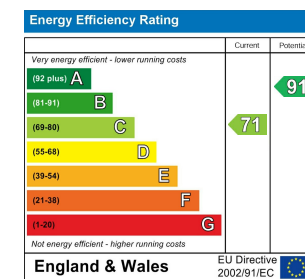 Energy Efficiency Rating
Current
Very energy efficient - lower running costs
(92 plus) A
91
(81-91) B
(69-80) C
71
(55-68) D
(39-54) E
(21-38) F
(1-20) G
Not energy efficient - higher running costs
England & Wales
EU Directive
2002/91/EC